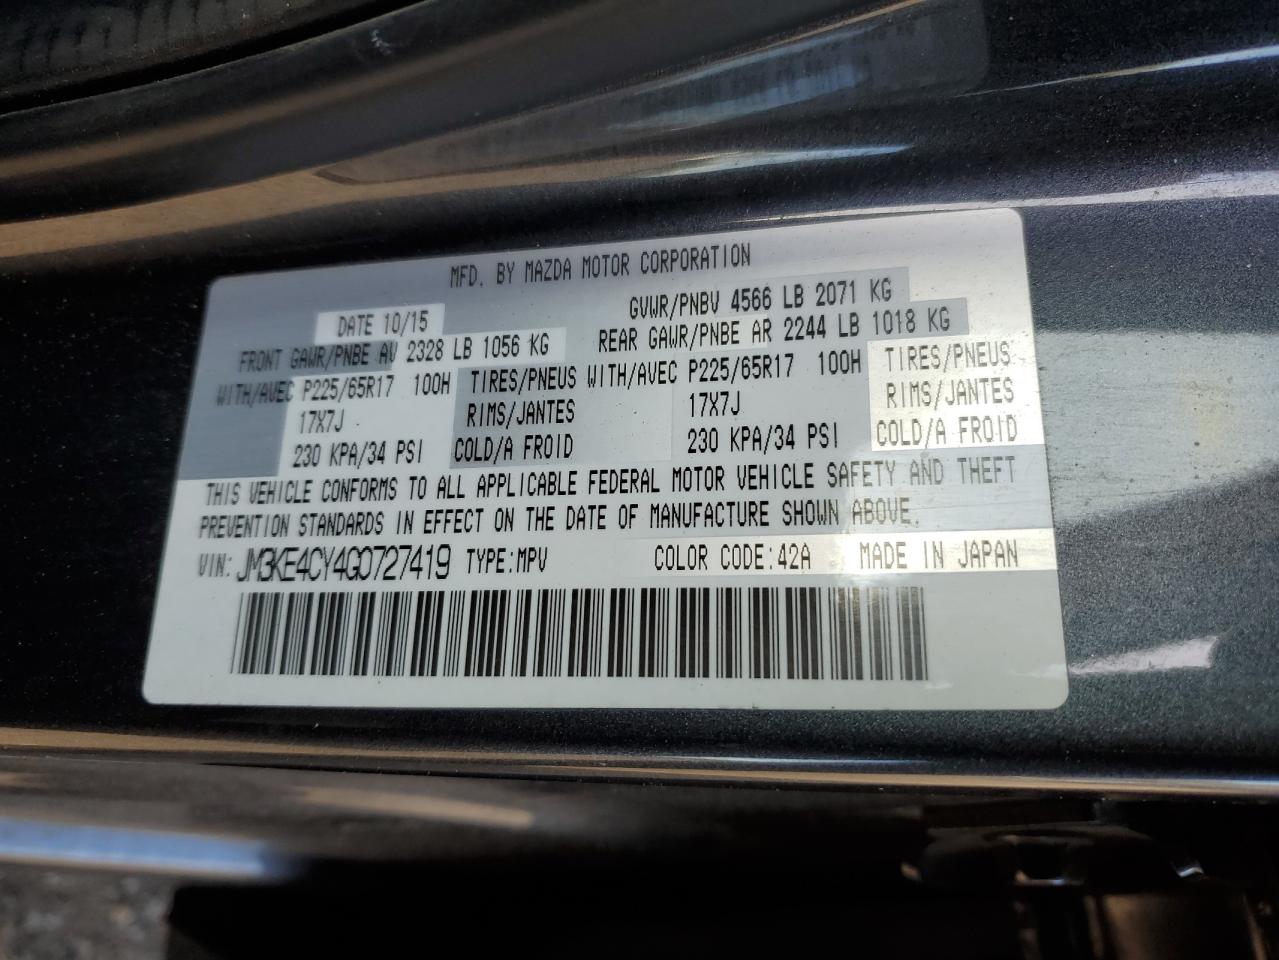 MFD. BY MAZDA MOTOR CORPORATION
DATE 10/15 GVWR/PNBV 4566 LB 2071 KG
FRONT GAWR/PNBE AV 2328 LB 1056 KG REAR GAWR/PNBE AR 2244 LB 1018 KG
WITH/AVEC P225/65R17 100H TIRES/PNEUS WITH/AVEC P225/65R17 100H TIRES/PNEUS
17X7J RIMS/JANTES 17X7J RIMS/JANTES
230 KPA/34 PSI COLD/A FROID 230 KPA/34 PSI COLD/A FROID
THIS VEHICLE CONFORMS TO ALL APPLICABLE FEDERAL MOTOR VEHICLE SAFETY AND THEFT
PREVENTION STANDARDS IN EFFECT ON THE DATE OF MANUFACTURE SHOWN ABOVE.
VIN: JM3KE4CY4G0727419 TYPE:MPV COLOR CODE:42A MADE IN JAPAN